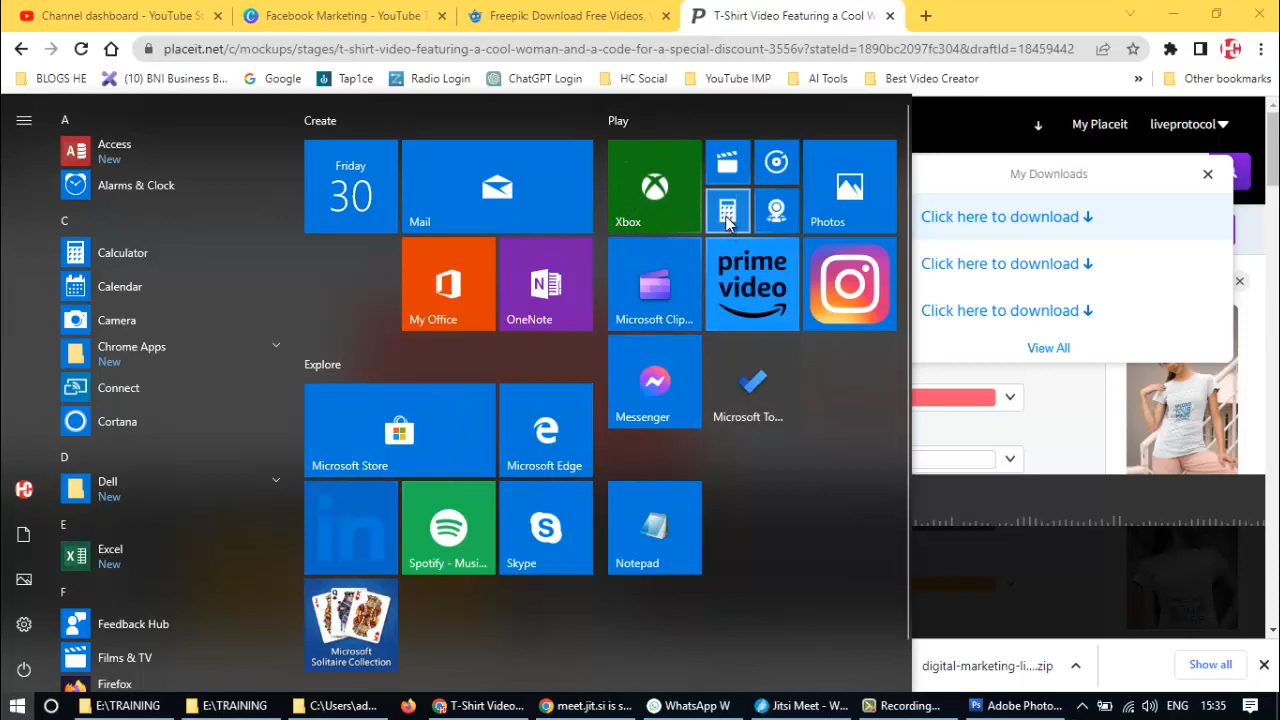 Channel dashboard - YouTube St
Facebook Marketing - YouTube T
Freepik: Download Free Videos, V
T-Shirt Video Featuring a Cool W
placeit.net/c/mockups/stages/t-shirt-video-featuring-a-cool-woman-and-a-code-for-a-special-discount-3556
BLOGS HE
(10) BNI Business B...
Google
Tap1ce
Radio Login
ChatGPT Login
HC Social
YouTube IMP
AI Tools
Best Video Creator
»
Other bookmarks
My Placeit
liveprotocol
My Downloads
Click here to download
Click here to download
Click here to download
View All
A
Access
New
Alarms & Clock
C
Calculator
Calendar
Camera
Chrome Apps
New
Connect
Cortana
D
Dell
New
E
Excel
New
F
Feedback Hub
Films & TV
Firefox
Create
Friday
30
Mail
My Office
OneNote
Explore
Microsoft Store
Microsoft Edge
in
Spotify - Musi...
Skype
Microsoft
Solitaire Collection
Play
Xbox
Photos
Microsoft Clip...
prime
video
Messenger
Microsoft To...
Notepad
digital-marketing-li....zip
Show all
E:\TRAINING
E:\TRAINING
C:\Users\ad...
T-Shirt Video...
meet.jit.si is s...
WhatsApp W
Jitsi Meet - W...
Recording...
Adobe Photo...
ENG
15:35